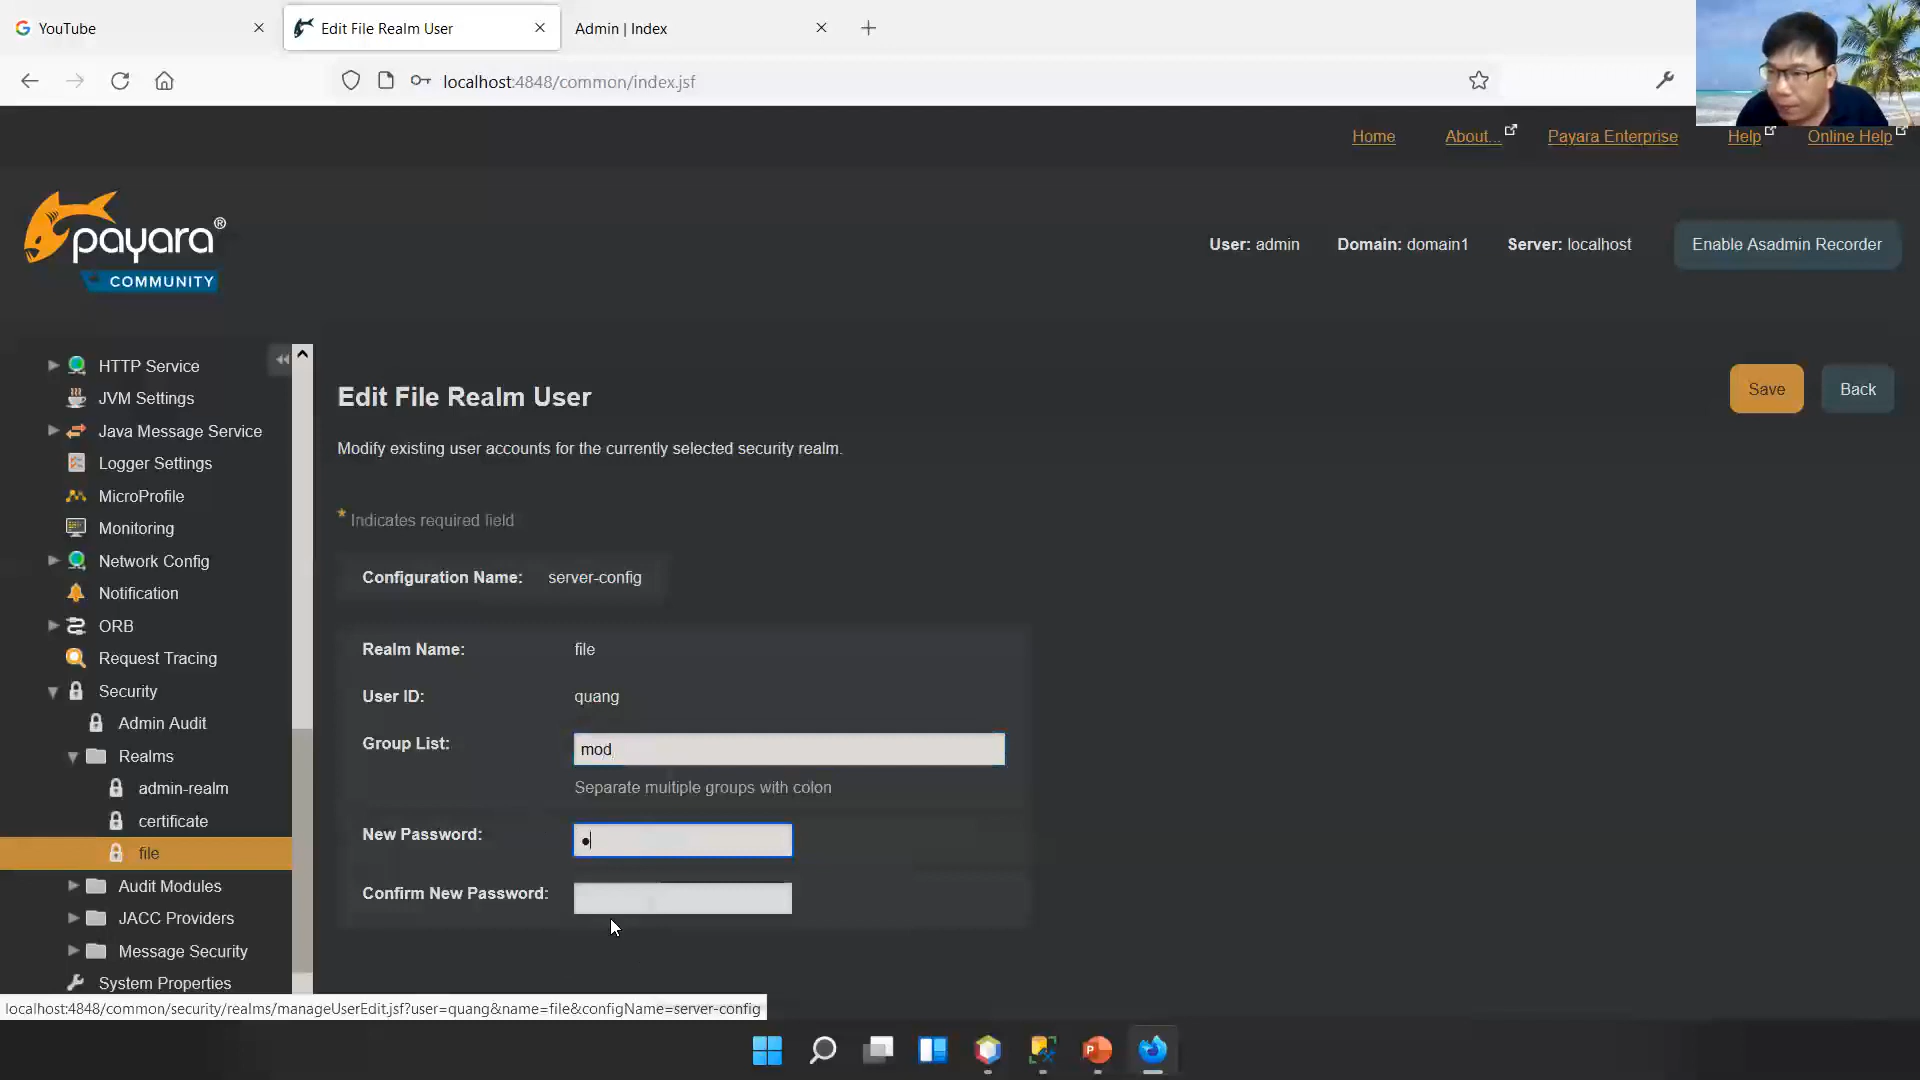 YouTube
Edit File Realm User
Admin | Index
localhost:4848/common/index.jsf
Home
About...
Payara Enterprise
Help
Online Help
payara®
COMMUNITY
User: admin
Domain: domain1
Server: localhost
Enable Asadmin Recorder
HTTP Service
JVM Settings
Java Message Service
Logger Settings
MicroProfile
Monitoring
Network Config
Notification
ORB
Request Tracing
Security
Admin Audit
Realms
admin-realm
certificate
file
Audit Modules
JACC Providers
Message Security
System Properties
Edit File Realm User
Save
Back
Modify existing user accounts for the currently selected security realm.
* Indicates required field
Configuration Name: server-config
Realm Name: file
User ID: quang
Group List: mod
Separate multiple groups with colon
New Password: ●
Confirm New Password:
localhost:4848/common/security/realms/manageUserEdit.jsf?user=quang&name=file&configName=server-config